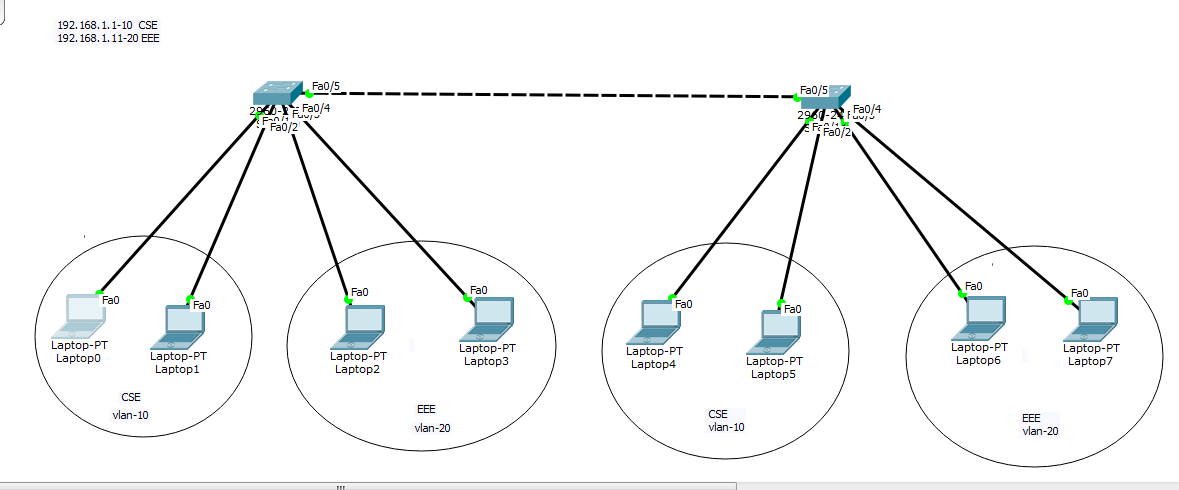 192.168.1.1-10 CSE
192.168.1.11-20 EEE
Fa0/5
Fa0/4
Fa0/2
Fa0/5
Fa0/4
Fa0/2
Fa0
Laptop-PT
Laptop0
Fa0
Laptop-PT
Laptop1
Fa0
Laptop-PT
Laptop2
Fa0
Laptop-PT
Laptop3
Fa0
Laptop-PT
Laptop4
Fa0
Laptop-PT
Laptop5
Fa0
Laptop-PT
Laptop6
Fa0
Laptop-PT
Laptop7
CSE
vlan-10
EEE
vlan-20
CSE
vlan-10
EEE
vlan-20